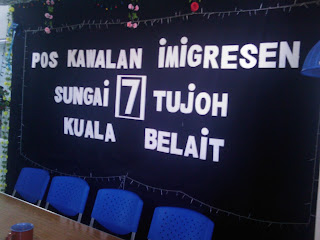 POS KAWALAN iMiGRESEN
SUNGAi 7 TUJOH
KUALA BELAiT